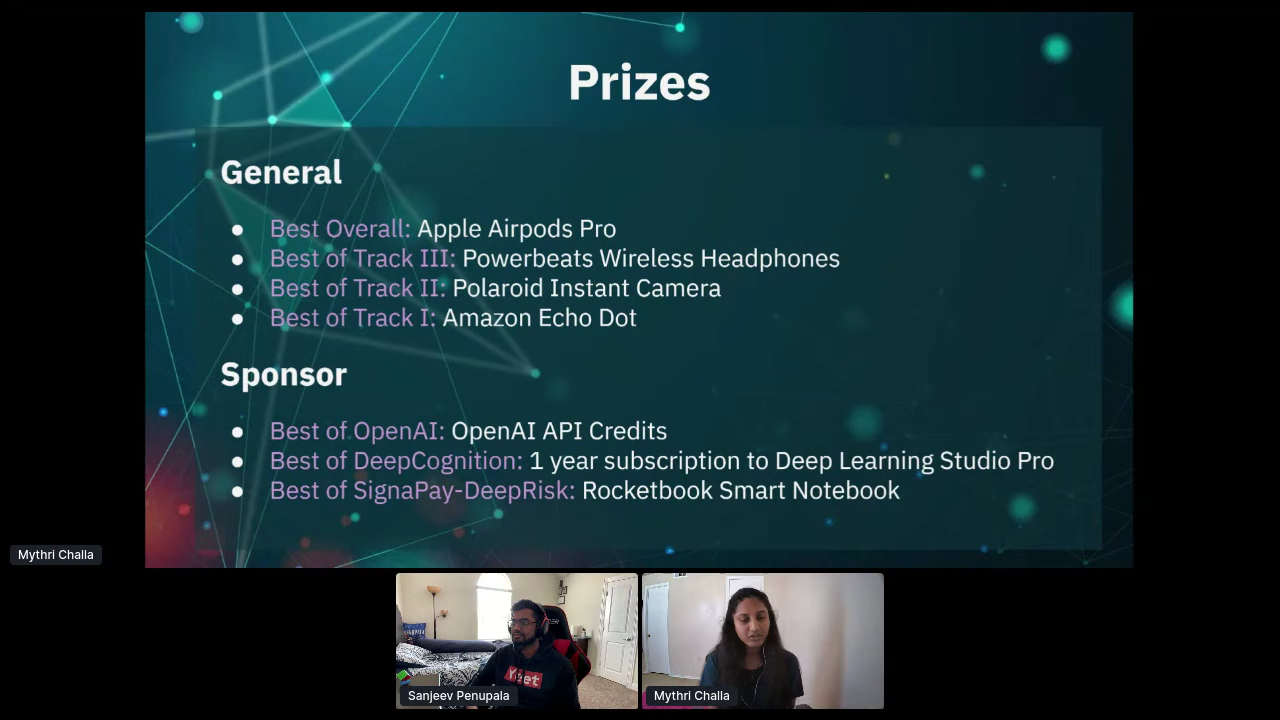 Prizes
General
● Best Overall: Apple Airpods Pro
● Best of Track III: Powerbeats Wireless Headphones
● Best of Track II: Polaroid Instant Camera
● Best of Track I: Amazon Echo Dot
Sponsor
● Best of OpenAI: OpenAI API Credits
● Best of DeepCognition: 1 year subscription to Deep Learning Studio Pro
● Best of SignaPay-DeepRisk: Rocketbook Smart Notebook
Mythri Challa
Yeet
Sanjeev Penupala
Mythri Challa